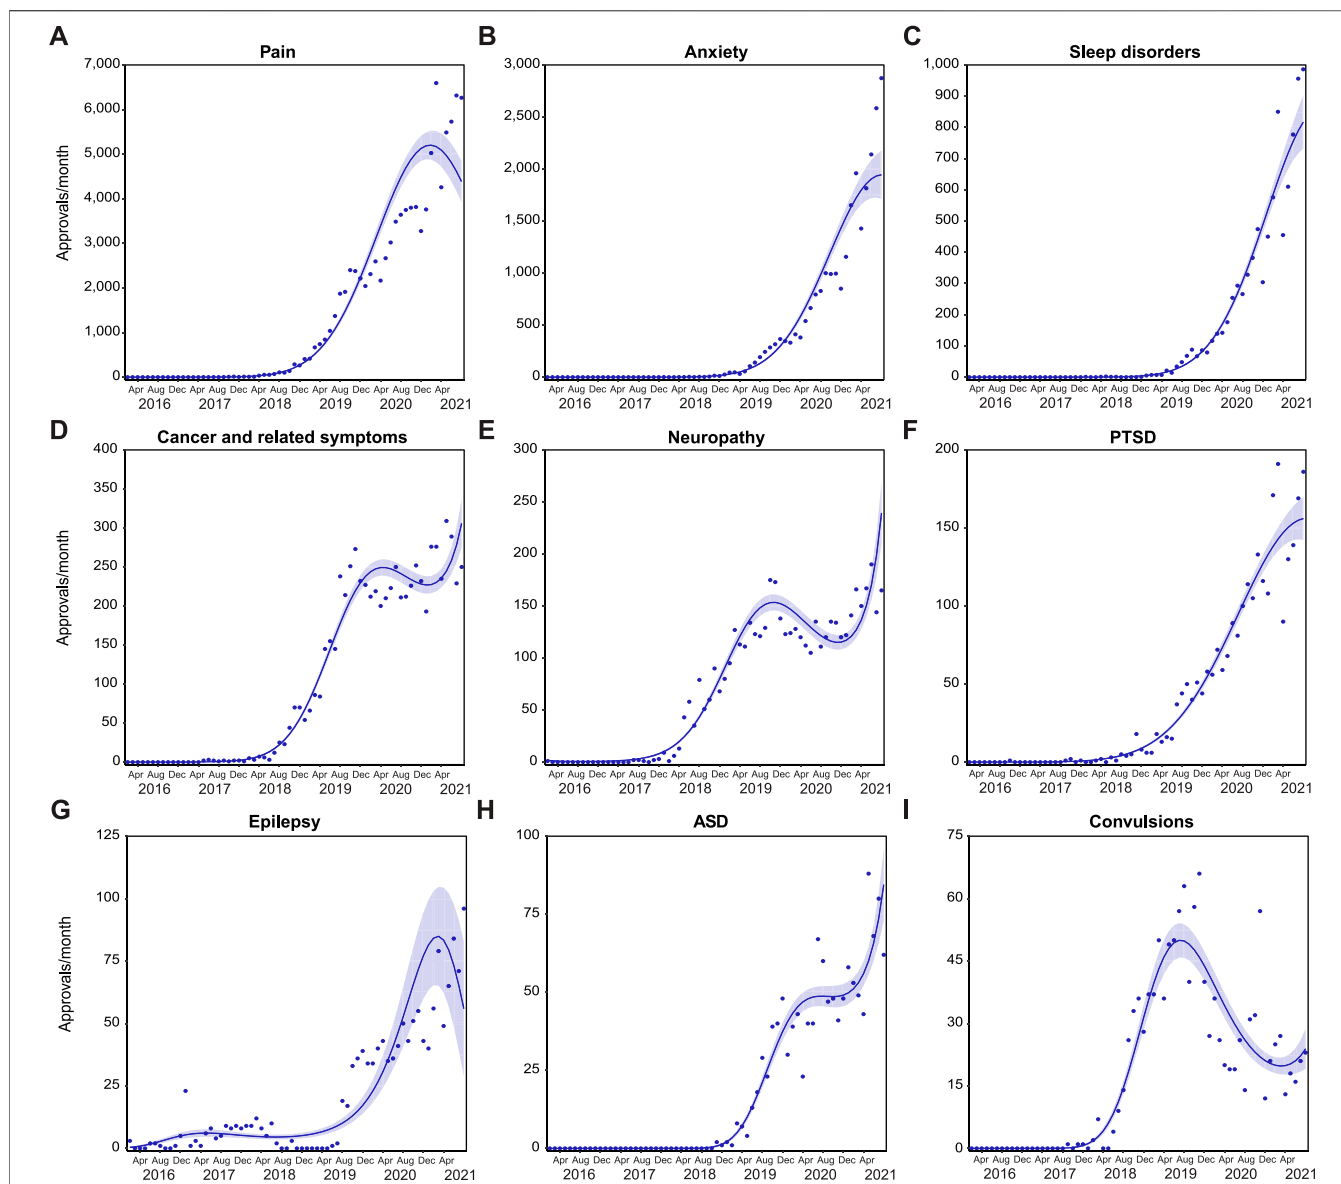 A
Pain
Approvals/month
7,000
6,000
5,000
4,000
3,000
2,000
1,000
0
Apr Aug Dec Apr Aug Dec Apr Aug Dec Apr Aug Dec Apr Aug Dec Apr
2016 2017 2018 2019 2020 2021
B
Anxiety
3,000
2,500
2,000
1,500
1,000
500
0
Apr Aug Dec Apr Aug Dec Apr Aug Dec Apr Aug Dec Apr Aug Dec Apr
2016 2017 2018 2019 2020 2021
C
Sleep disorders
1,000
900
800
700
600
500
400
300
200
100
0
Apr Aug Dec Apr Aug Dec Apr Aug Dec Apr Aug Dec Apr Aug Dec Apr
2016 2017 2018 2019 2020 2021
D
Cancer and related symptoms
Approvals/month
400
350
300
250
200
150
100
50
0
Apr Aug Dec Apr Aug Dec Apr Aug Dec Apr Aug Dec Apr Aug Dec Apr
2016 2017 2018 2019 2020 2021
E
Neuropathy
300
250
200
150
100
50
0
Apr Aug Dec Apr Aug Dec Apr Aug Dec Apr Aug Dec Apr Aug Dec Apr
2016 2017 2018 2019 2020 2021
F
PTSD
200
150
100
50
0
Apr Aug Dec Apr Aug Dec Apr Aug Dec Apr Aug Dec Apr Aug Dec Apr
2016 2017 2018 2019 2020 2021
G
Epilepsy
Approvals/month
125
100
75
50
25
0
Apr Aug Dec Apr Aug Dec Apr Aug Dec Apr Aug Dec Apr Aug Dec Apr
2016 2017 2018 2019 2020 2021
H
ASD
100
75
50
25
0
Apr Aug Dec Apr Aug Dec Apr Aug Dec Apr Aug Dec Apr Aug Dec Apr
2016 2017 2018 2019 2020 2021
I
Convulsions
75
60
45
30
15
0
Apr Aug Dec Apr Aug Dec Apr Aug Dec Apr Aug Dec Apr Aug Dec Apr
2016 2017 2018 2019 2020 2021